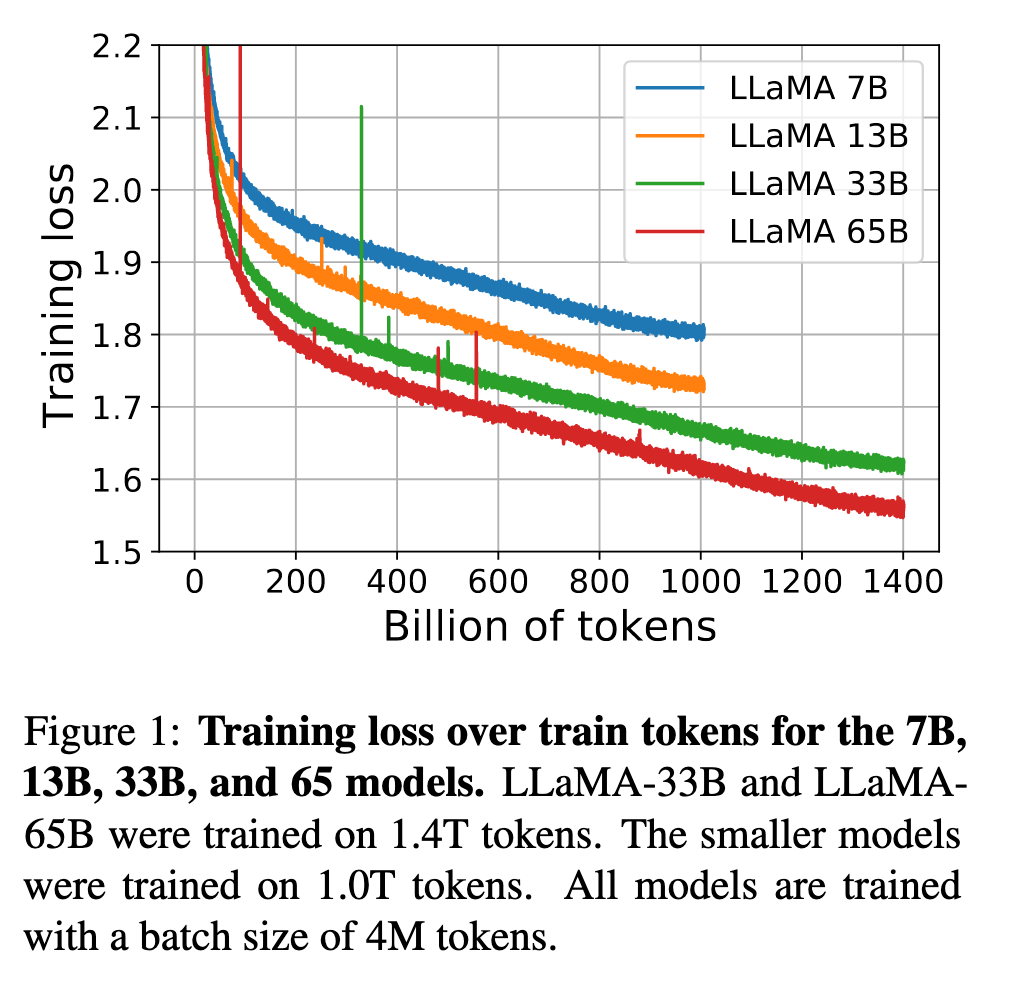 2.2
2.1
2.0
1.9
1.8
1.7
1.6
1.5
Training loss
LLaMA 7B
LLaMA 13B
LLaMA 33B
LLaMA 65B
0 200 400 600 800 1000 1200 1400
Billion of tokens
Figure 1: Training loss over train tokens for the 7B,
13B, 33B, and 65 models. LLaMA-33B and LLaMA-
65B were trained on 1.4T tokens. The smaller models
were trained on 1.0T tokens. All models are trained
with a batch size of 4M tokens.